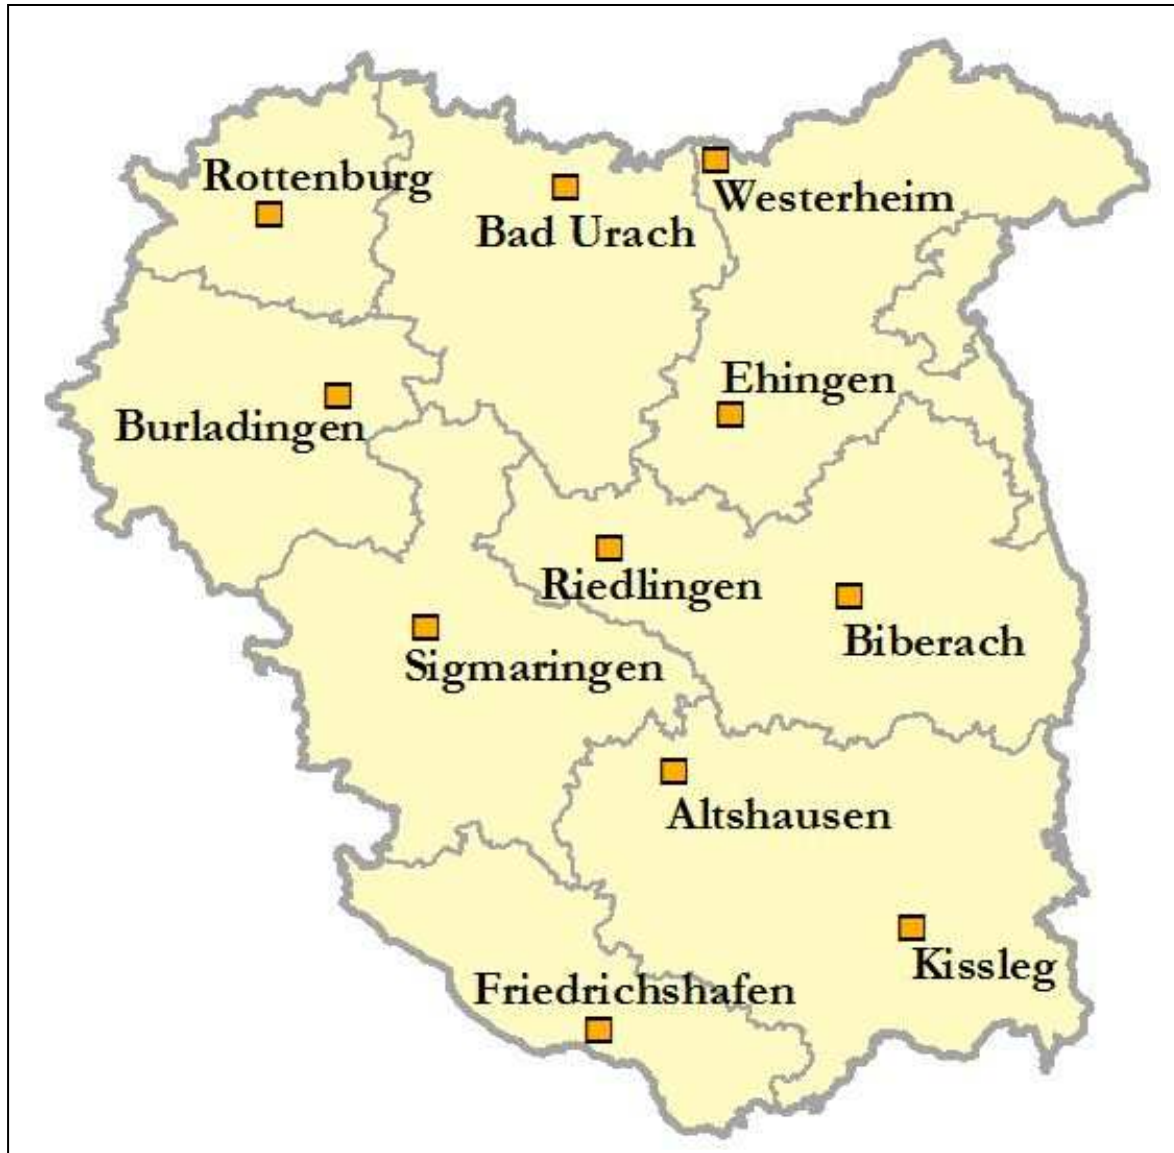 Rottenburg
Westerheim
Bad Urach
Ehingen
Burladingen
Riedlingen
Biberach
Sigmaringen
Altshausen
Kissleg
Friedrichshafen